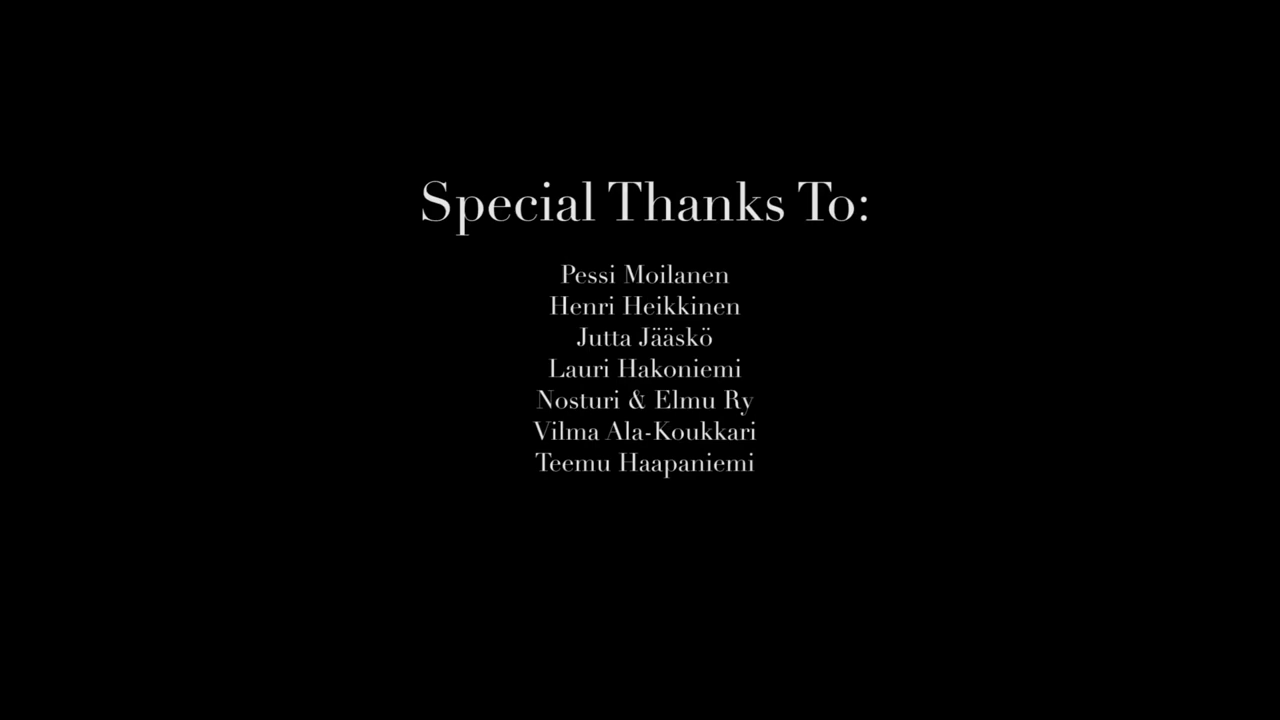 Special Thanks To:
Pessi Moilanen
Henri Heikkinen
Jutta Jääskö
Lauri Hakoniemi
Nosturi & Elmu Ry
Vilma Ala-Koukkari
Teemu Haapaniemi